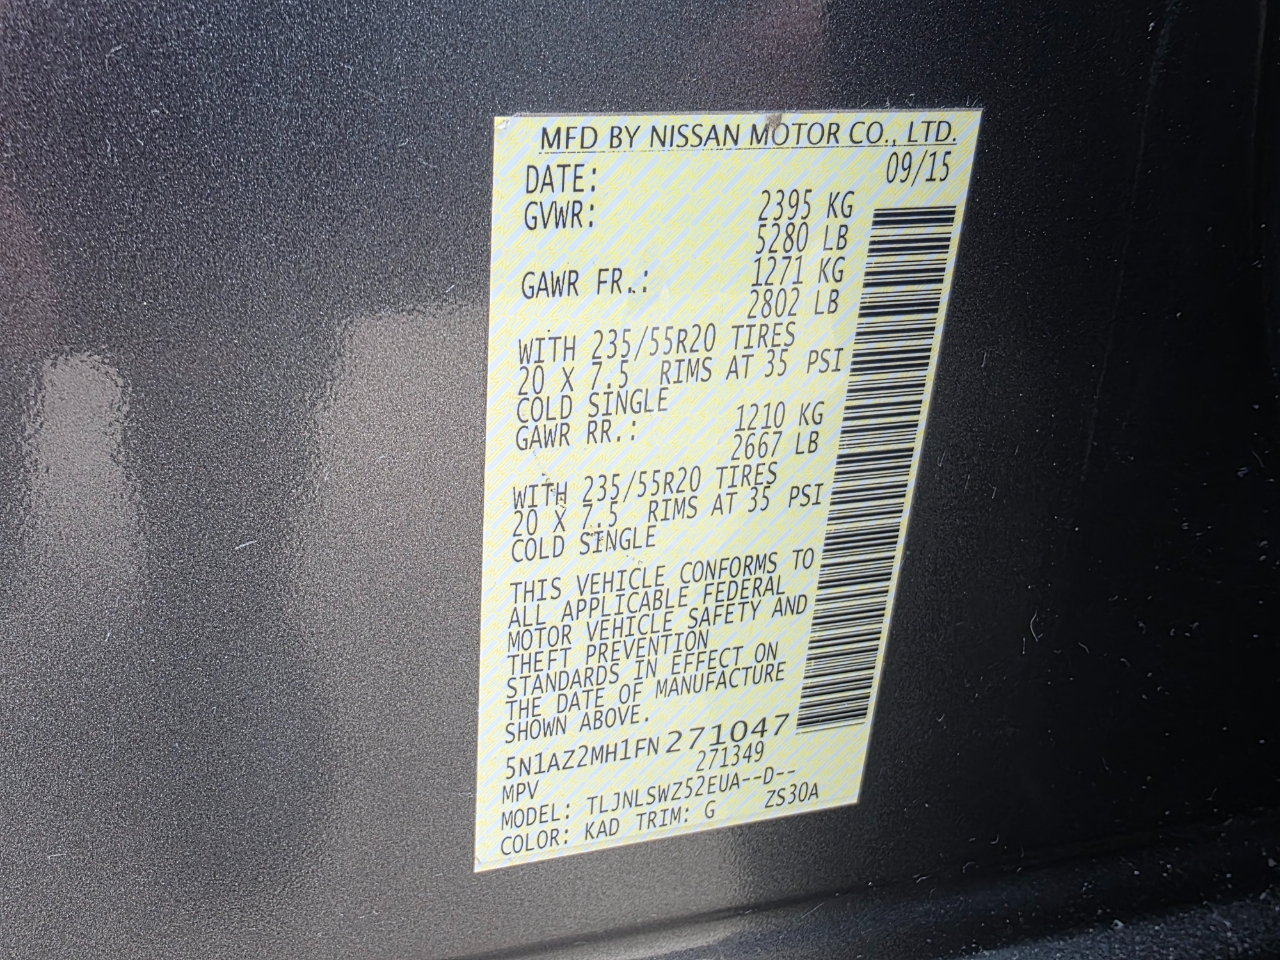 MFD BY NISSAN MOTOR CO., LTD.
DATE: 09/15
GVWR: 2395 KG
5280 LB
GAWR FR.: 1271 KG
2802 LB
WITH 235/55R20 TIRES
20 X 7.5 RIMS AT 35 PSI
COLD SINGLE
GAWR RR.: 1210 KG
2667 LB
WITH 235/55R20 TIRES
20 X 7.5 RIMS AT 35 PSI
COLD SINGLE
THIS VEHICLE CONFORMS TO
ALL APPLICABLE FEDERAL
MOTOR VEHICLE SAFETY AND
THEFT PREVENTION
STANDARDS IN EFFECT ON
THE DATE OF MANUFACTURE
SHOWN ABOVE.
5N1AZ2MH1FN271047
MPV 271349
MODEL: TLJNLSWZ52EUA--D--
COLOR: KAD TRIM: G ZS30A